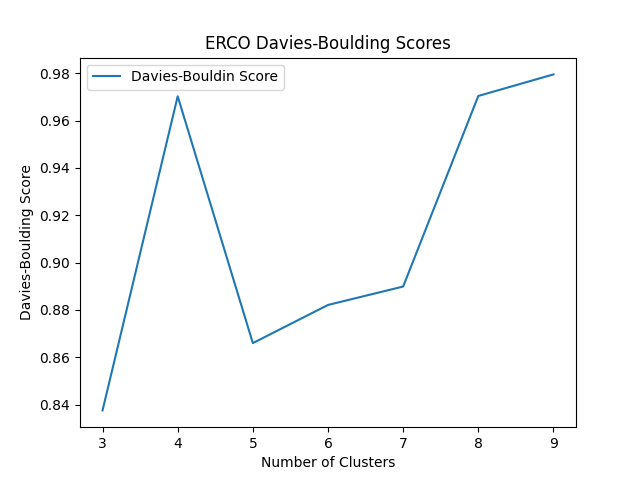 ERCO Davies-Boulding Scores
Davies-Bouldin Score
0.98
0.96
0.94
0.92
0.90
0.88
0.86
0.84
Davies-Boulding Score
3 4 5 6 7 8 9
Number of Clusters